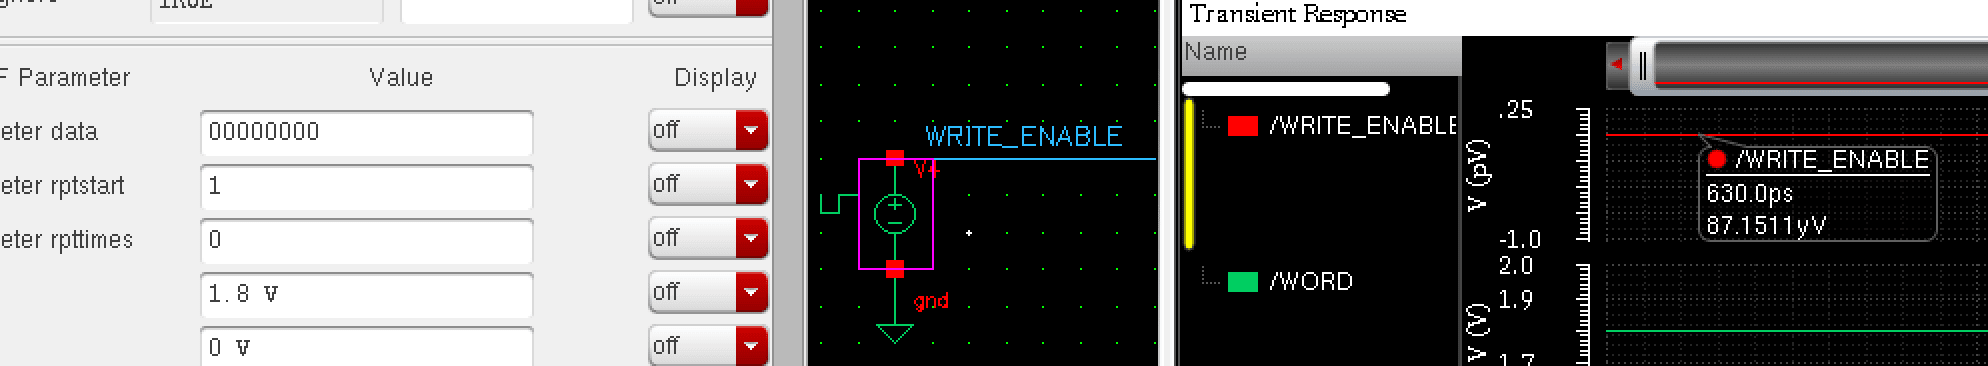 off
F Parameter Value Display
eter data 00000000 off
eter rptstart 1 off
eter rpttimes 0 off
1.8 V off
0 V off
WRITE_ENABLE
V4
gnd
Transient Response
Name
/WRITE_ENABLE
/WORD
.25
V (pV)
-1.0
2.0
1.9
V (V)
1.7
/WRITE_ENABLE
630.0ps
87.1511yV